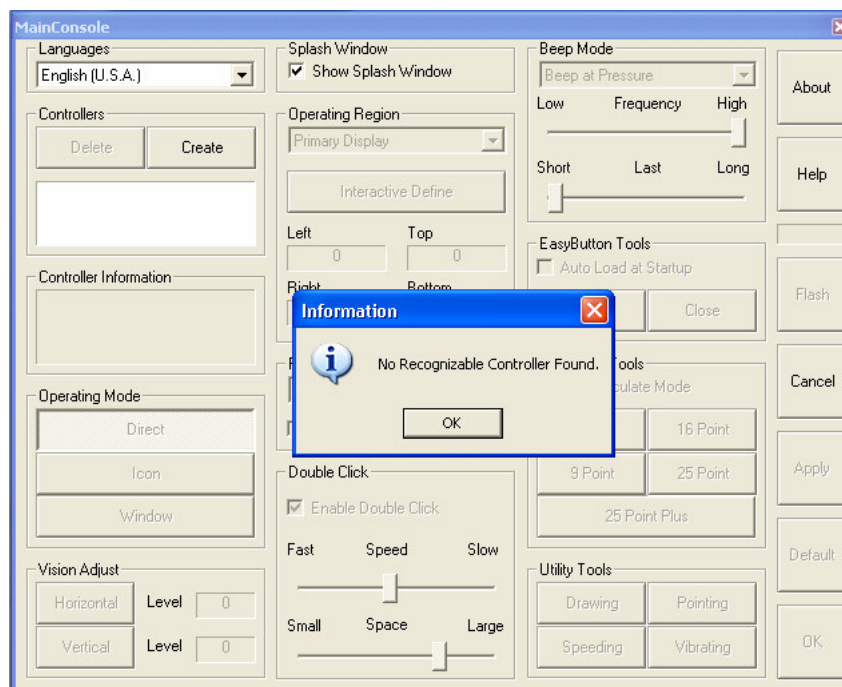 MainConsole
Languages
English (U.S.A.)
Controllers
Delete
Create
Controller Information
Operating Mode
Direct
Icon
Window
Vision Adjust
Horizontal
Level
0
Vertical
Level
0
Splash Window
Show Splash Window
Operating Region
Primary Display
Interactive Define
Left
Top
0
0
Right
Bottom
Information
No Recognizable Controller Found.
OK
Double Click
Enable Double Click
Fast
Speed
Slow
Small
Space
Large
Beep Mode
Beep at Pressure
Low
Frequency
High
Short
Last
Long
EasyButton Tools
Auto Load at Startup
Close
Tools
Mode
16 Point
9 Point
25 Point
25 Point Plus
Utility Tools
Drawing
Pointing
Speeding
Vibrating
About
Help
Flash
Cancel
Apply
Default
OK